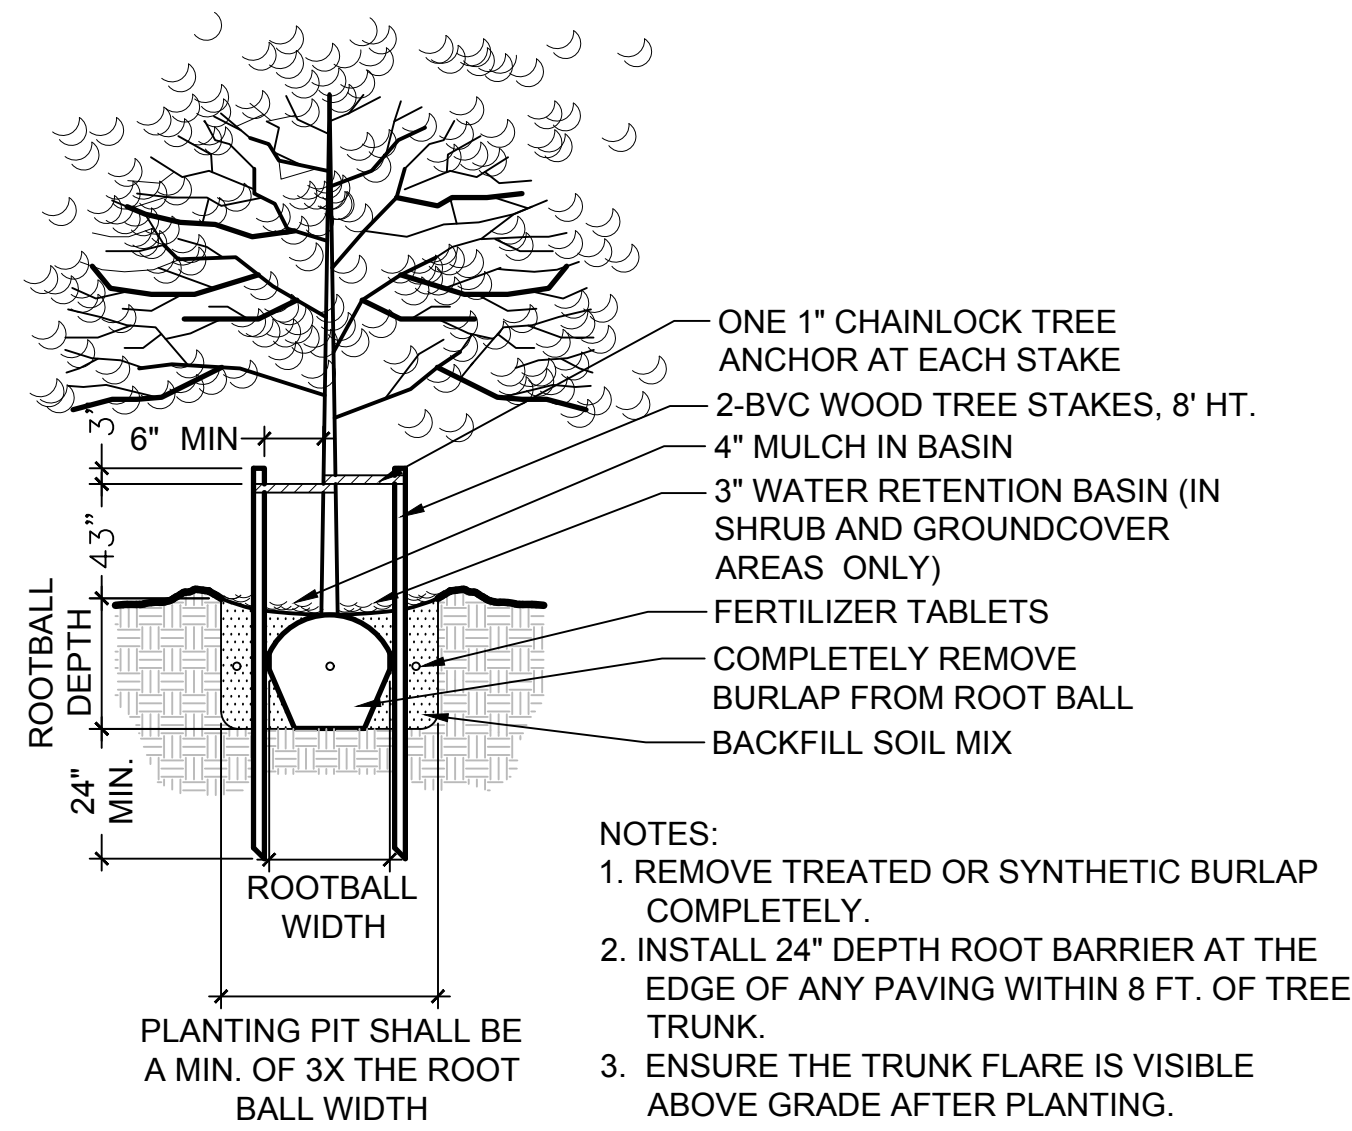 ONE 1" CHAINLOCK TREE
ANCHOR AT EACH STAKE
2-BVC WOOD TREE STAKES, 8' HT.
4" MULCH IN BASIN
3" WATER RETENTION BASIN (IN
SHRUB AND GROUNDCOVER
AREAS ONLY)
FERTILIZER TABLETS
COMPLETELY REMOVE
BURLAP FROM ROOT BALL
BACKFILL SOIL MIX
3"
6" MIN
43”
ROOTBALL
DEPTH
24"
MIN.
ROOTBALL
WIDTH
PLANTING PIT SHALL BE
A MIN. OF 3X THE ROOT
BALL WIDTH
NOTES:
1. REMOVE TREATED OR SYNTHETIC BURLAP
COMPLETELY.
2. INSTALL 24" DEPTH ROOT BARRIER AT THE
EDGE OF ANY PAVING WITHIN 8 FT. OF TREE
TRUNK.
3. ENSURE THE TRUNK FLARE IS VISIBLE
ABOVE GRADE AFTER PLANTING.